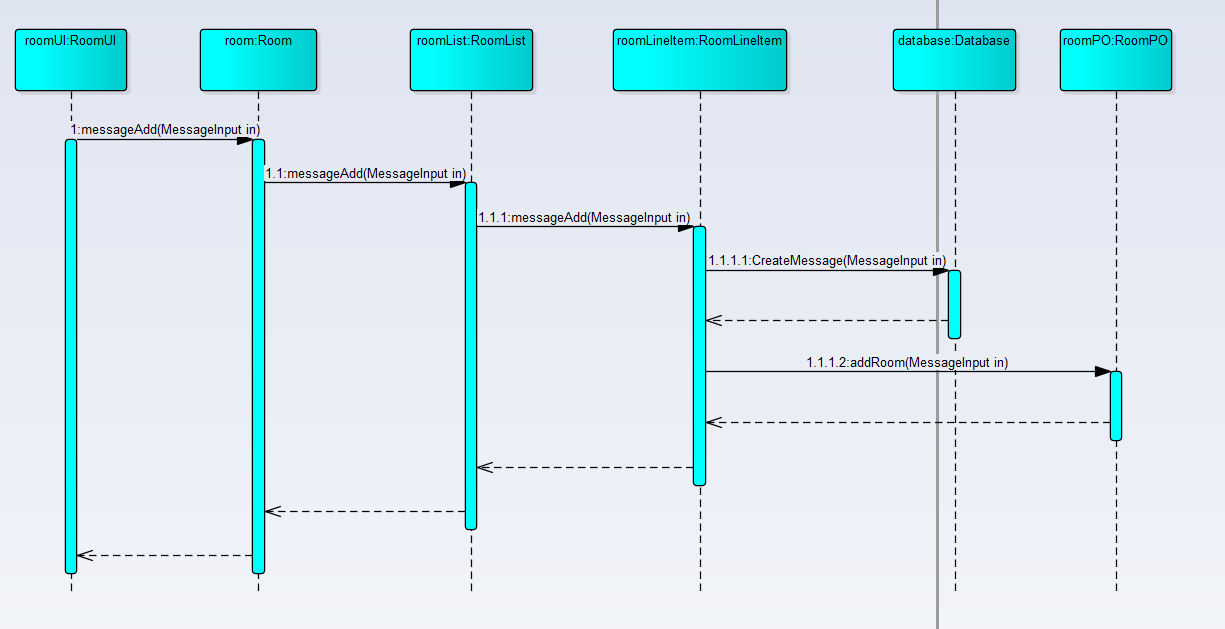 roomUI:RoomUI
room:Room
roomList:RoomList
roomLineItem:RoomLineItem
database:Database
roomPO:RoomPO
1:messageAdd(MessageInput in)
1.1:messageAdd(MessageInput in)
1.1.1:messageAdd(MessageInput in)
1.1.1.1:CreateMessage(MessageInput in)
1.1.1.2:addRoom(MessageInput in)